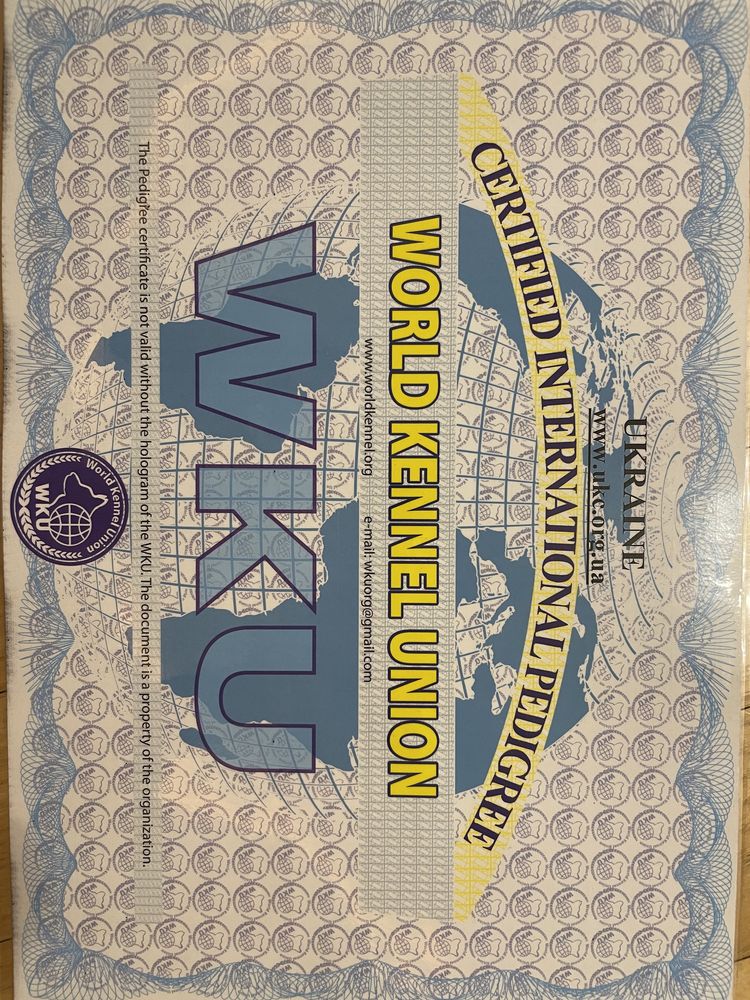 UKRAINE
www.ukc.org.ua
CERTIFIED INTERNATIONAL PEDIGREE
WORLD KENNEL UNION
www.worldkennel.org e-mail: wkuorg@gmail.com
WKU
The Pedigree certificate is not valid without the hologram of the WKU. The document is a property of the organization.
World Kennel Union
WKU